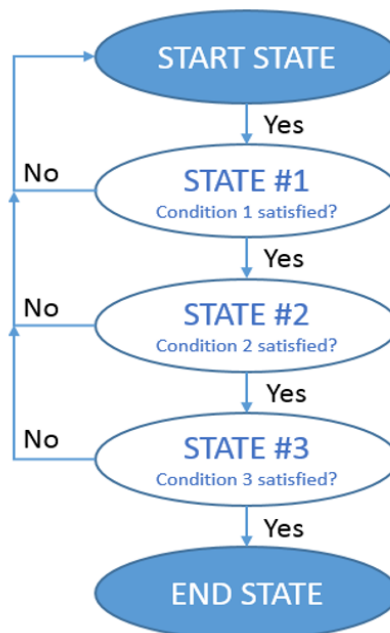 START STATE
Yes
No
STATE #1
Condition 1 satisfied?
Yes
No
STATE #2
Condition 2 satisfied?
Yes
No
STATE #3
Condition 3 satisfied?
Yes
END STATE